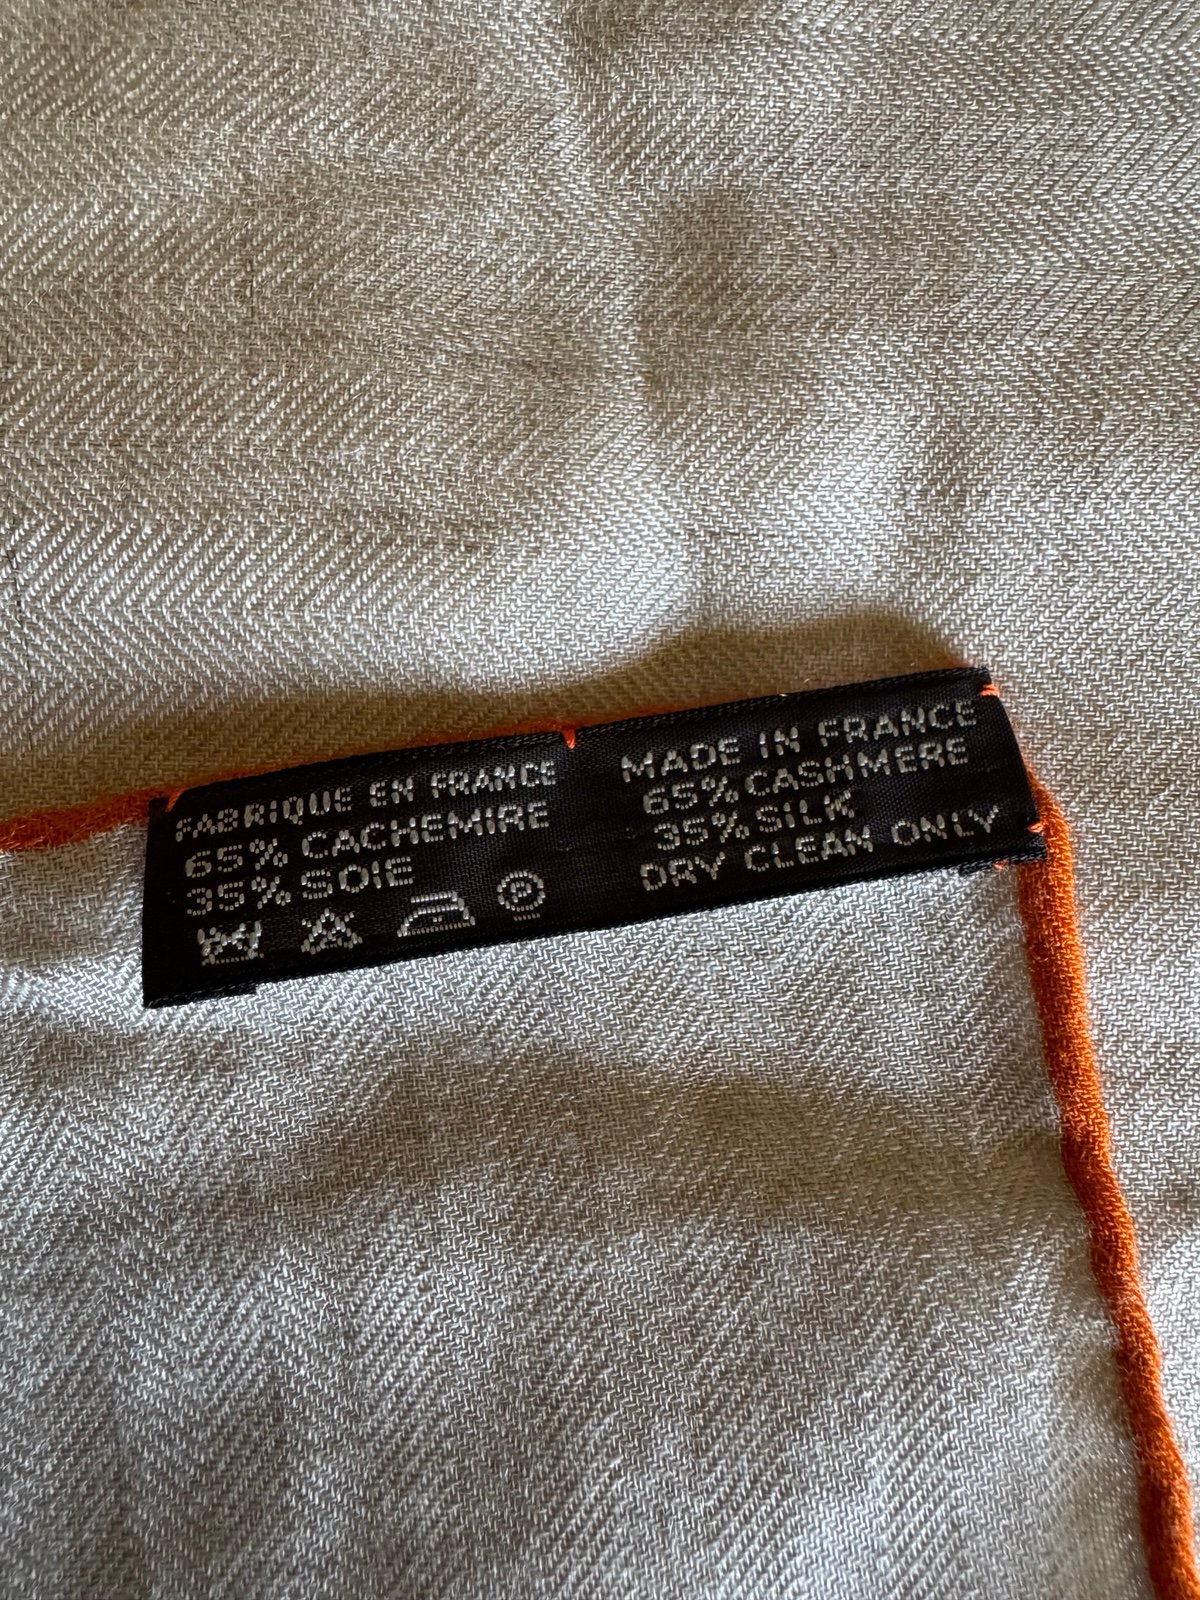 FABRIQUE EN FRANCE
65% CACHEMIRE
35% SOIE
P
MADE IN FRANCE
65% CASHMERE
35% SILK
DRY CLEAN ONLY